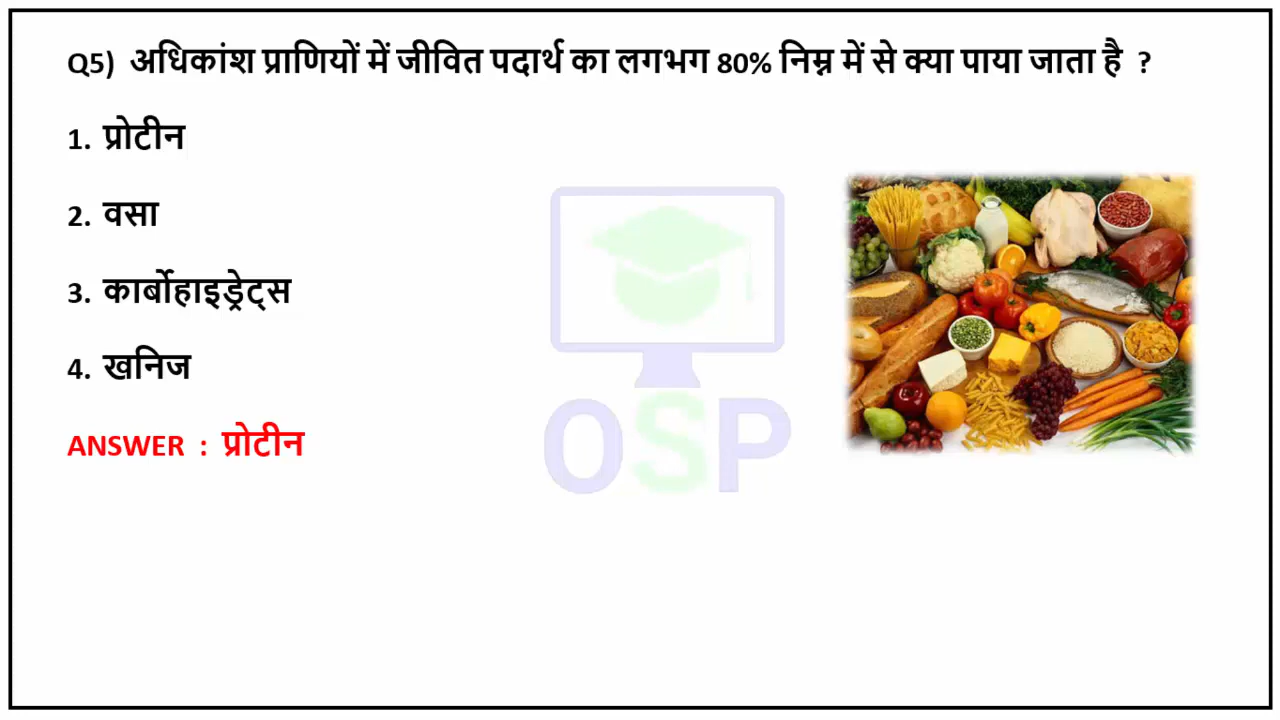 Q5) अधिकांश प्राणियों में जीवित पदार्थ का लगभग 80% निम्न में से क्या पाया जाता है ?
1. प्रोटीन
2. वसा
3. कार्बोहाइड्रेट्स
4. खनिज
ANSWER : प्रोटीन
OSP